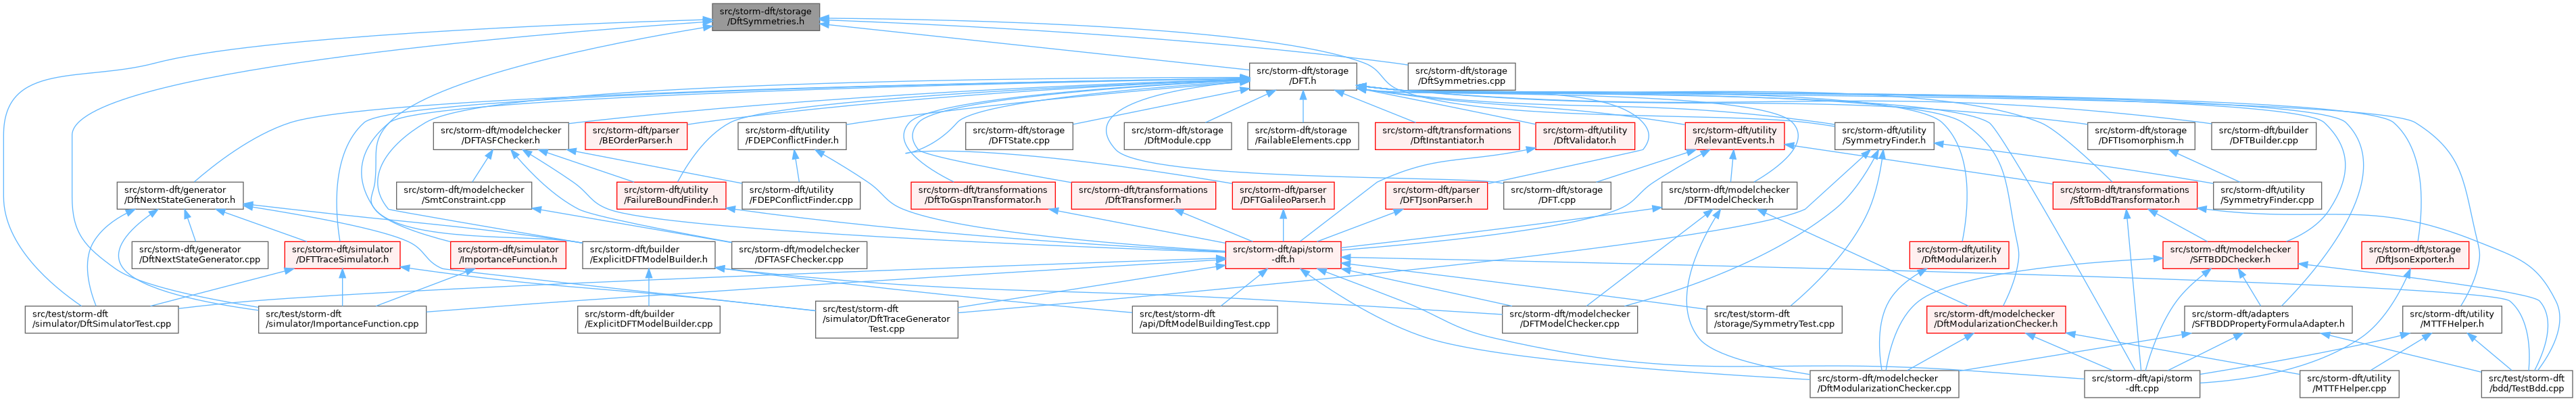 src/storm-dft/storage
/DftSymmetries.h
src/storm-dft/storage
/DFT.h
src/storm-dft/storage
/DftSymmetries.cpp
src/storm-dft/modelchecker
/DFTASFChecker.h
src/storm-dft/parser
/BEOrderParser.h
src/storm-dft/utility
/FDEPConflictFinder.h
src/storm-dft/storage
/DFTState.cpp
src/storm-dft/storage
/DftModule.cpp
src/storm-dft/storage
/FailableElements.cpp
src/storm-dft/transformations
/DftInstantiator.h
src/storm-dft/utility
/DftValidator.h
src/storm-dft/utility
/RelevantEvents.h
src/storm-dft/utility
/SymmetryFinder.h
src/storm-dft/storage
/DFTIsomorphism.h
src/storm-dft/builder
/DFTBuilder.cpp
src/storm-dft/generator
/DftNextStateGenerator.h
src/storm-dft/modelchecker
/SmtConstraint.cpp
src/storm-dft/utility
/FailureBoundFinder.h
src/storm-dft/utility
/FDEPConflictFinder.cpp
src/storm-dft/transformations
/DftToGspnTransformator.h
src/storm-dft/transformations
/DftTransformer.h
src/storm-dft/parser
/DFTGalileoParser.h
src/storm-dft/parser
/DFTJsonParser.h
src/storm-dft/storage
/DFT.cpp
src/storm-dft/modelchecker
/DFTModelChecker.h
src/storm-dft/transformations
/SftToBddTransformator.h
src/storm-dft/utility
/SymmetryFinder.cpp
src/storm-dft/generator
/DftNextStateGenerator.cpp
src/storm-dft/simulator
/DFTTraceSimulator.h
src/storm-dft/simulator
/ImportanceFunction.h
src/storm-dft/builder
/ExplicitDFTModelBuilder.h
src/storm-dft/modelchecker
/DFTASFChecker.cpp
src/storm-dft/api/storm
-dft.h
src/storm-dft/utility
/DftModularizer.h
src/storm-dft/modelchecker
/SFTBDDChecker.h
src/storm-dft/storage
/DftJsonExporter.h
src/test/storm-dft
/simulator/DftSimulatorTest.cpp
src/test/storm-dft
/simulator/ImportanceFunction.cpp
src/storm-dft/builder
/ExplicitDFTModelBuilder.cpp
src/test/storm-dft
/simulator/DftTraceGenerator
Test.cpp
src/test/storm-dft
/api/DftModelBuildingTest.cpp
src/storm-dft/modelchecker
/DFTModelChecker.cpp
src/test/storm-dft
/storage/SymmetryTest.cpp
src/storm-dft/modelchecker
/DftModularizationChecker.h
src/storm-dft/adapters
/SFTBDDPropertyFormulaAdapter.h
src/storm-dft/utility
/MTTFHelper.h
src/storm-dft/modelchecker
/DftModularizationChecker.cpp
src/storm-dft/api/storm
-dft.cpp
src/storm-dft/utility
/MTTFHelper.cpp
src/test/storm-dft
/bdd/TestBdd.cpp